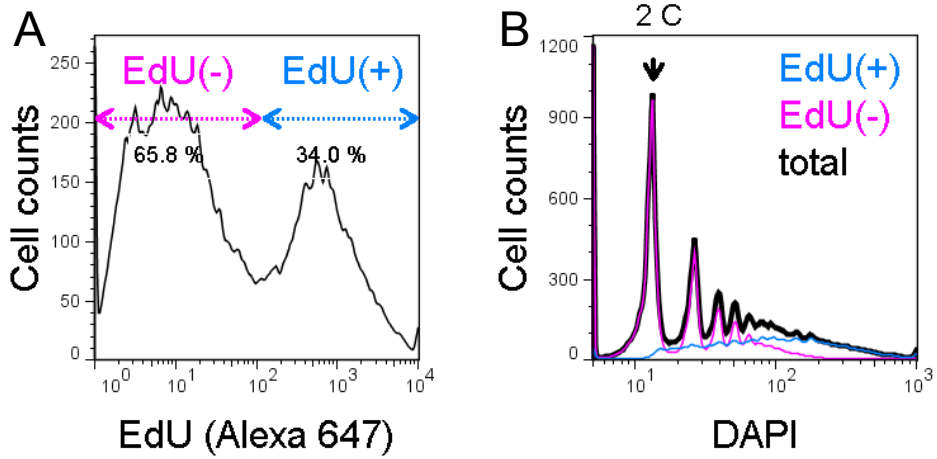 A
EdU(-) EdU(+)
65.8 % 34.0 %
Cell counts
250
200
150
100
50
0
10^0 10^1 10^2 10^3 10^4
EdU (Alexa 647)
B
2 C
EdU(+)
EdU(-)
total
Cell counts
1200
900
600
300
0
10^1 10^2 10^3
DAPI